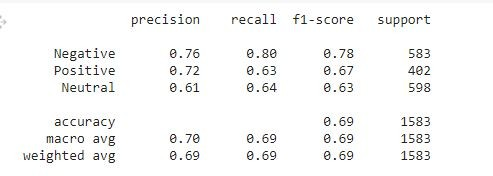 precision recall f1-score support
Negative 0.76 0.80 0.78 583
Positive 0.72 0.63 0.67 402
Neutral 0.61 0.64 0.63 598
accuracy 0.69 1583
macro avg 0.70 0.69 0.69 1583
weighted avg 0.69 0.69 0.69 1583